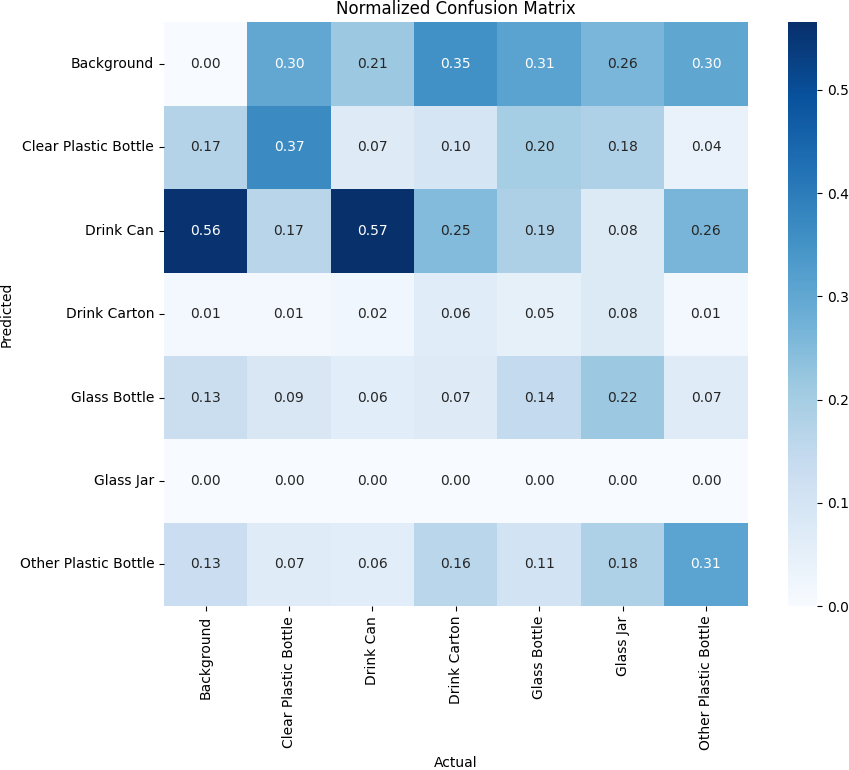 Normalized Confusion Matrix
Background 0.00 0.30 0.21 0.35 0.31 0.26 0.30
0.5
Clear Plastic Bottle 0.17 0.37 0.07 0.10 0.20 0.18 0.04
0.4
Drink Can 0.56 0.17 0.57 0.25 0.19 0.08 0.26
0.3
Predicted
Drink Carton 0.01 0.01 0.02 0.06 0.05 0.08 0.01
0.2
Glass Bottle 0.13 0.09 0.06 0.07 0.14 0.22 0.07
Glass Jar 0.00 0.00 0.00 0.00 0.00 0.00 0.00
0.1
Other Plastic Bottle 0.13 0.07 0.06 0.16 0.11 0.18 0.31
0.0
Background
Clear Plastic Bottle
Drink Can
Drink Carton
Glass Bottle
Glass Jar
Other Plastic Bottle
Actual